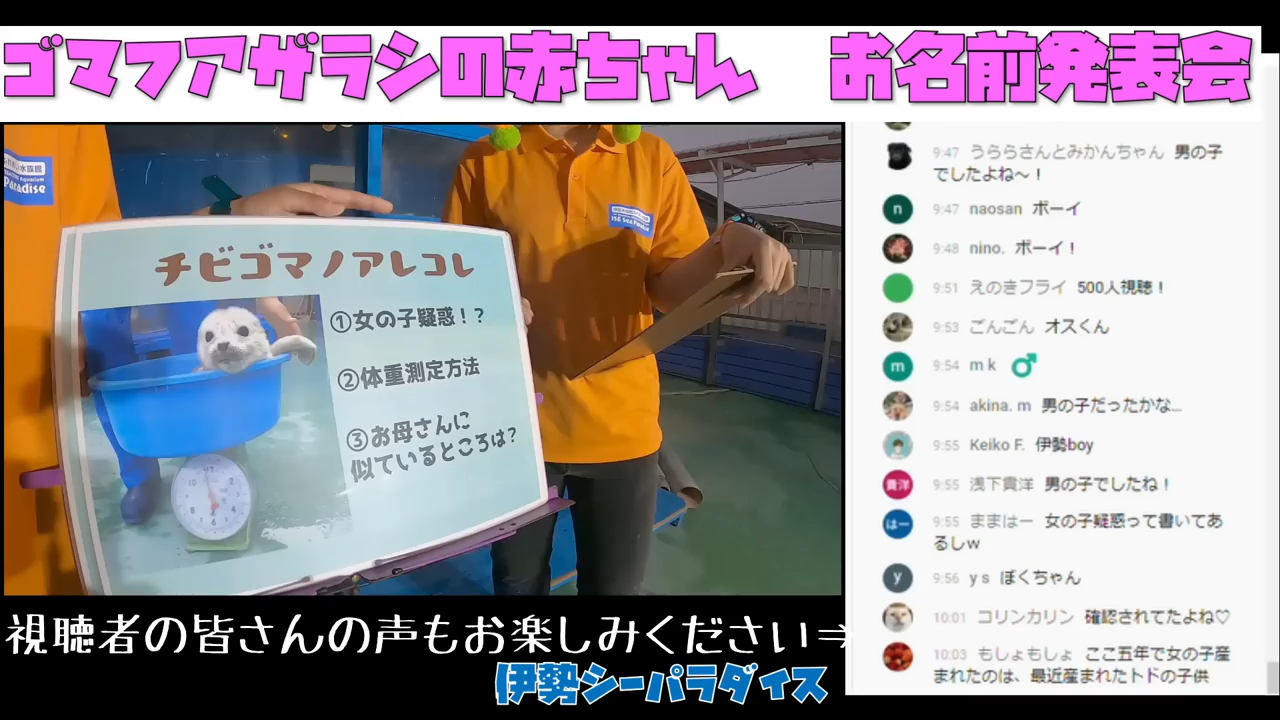 ゴマフアザラシの赤ちゃん　お名前発表会
水族館
Paradise
Ise Sea Paradise
チビゴマノアレコレ
①女の子疑惑！？
②体重測定方法
③お母さんに
似ているところは？
9:47 うららさんとみかんちゃん 男の子
でしたよね～！
n 9:47 naosan ボーイ
9:48 nino. ボーイ！
9:51 えのきフライ 500人視聴！
9:53 ごんごん オスくん
m 9:54 m k ♂
9:54 akina. m 男の子だったかな...
9:55 Keiko F. 伊勢boy
貴洋 9:55 浅下貴洋 男の子でしたね！
はー 9:55 ままはー 女の子疑惑って書いてあ
るしw
y 9:56 y s ぼくちゃん
10:01 コリンカリン 確認されてたよね♡
10:03 もしょもしょ ここ五年で女の子産
まれたのは、最近産まれたトドの子供
視聴者の皆さんの声もお楽しみください⇒
伊勢シーパラダイス